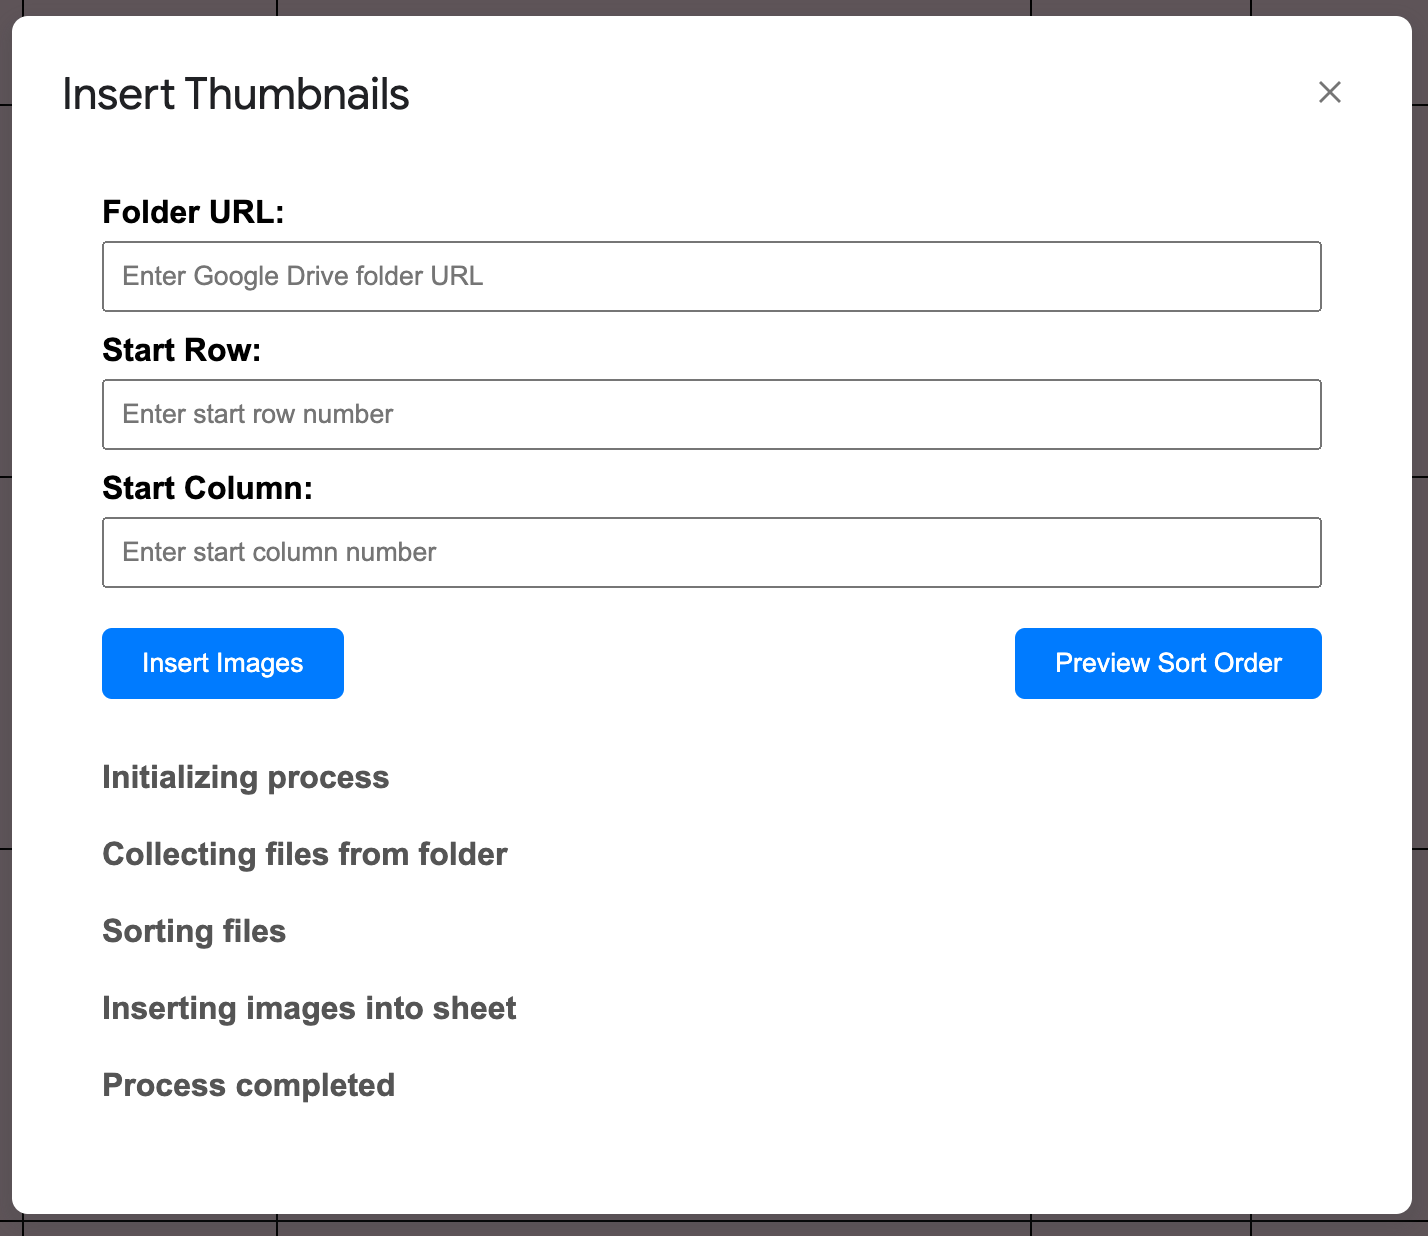 Insert Thumbnails
Folder URL:
Enter Google Drive folder URL
Start Row:
Enter start row number
Start Column:
Enter start column number
Insert Images
Preview Sort Order
Initializing process
Collecting files from folder
Sorting files
Inserting images into sheet
Process completed